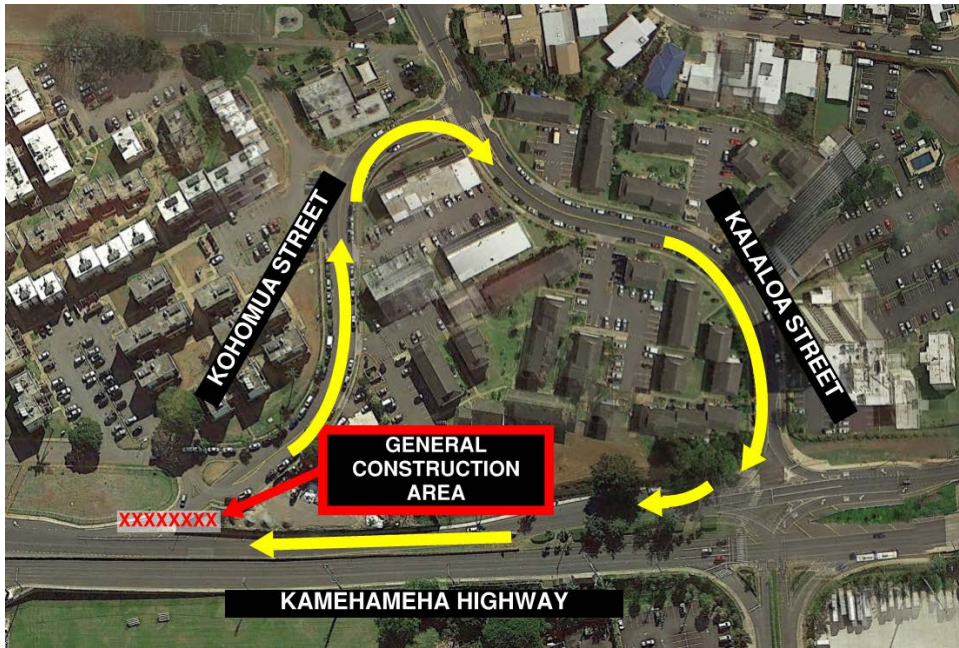 KOHOMUA STREET
KALALOA STREET
GENERAL
CONSTRUCTION
AREA
XXXXXXXX
KAMEHAMEHA HIGHWAY